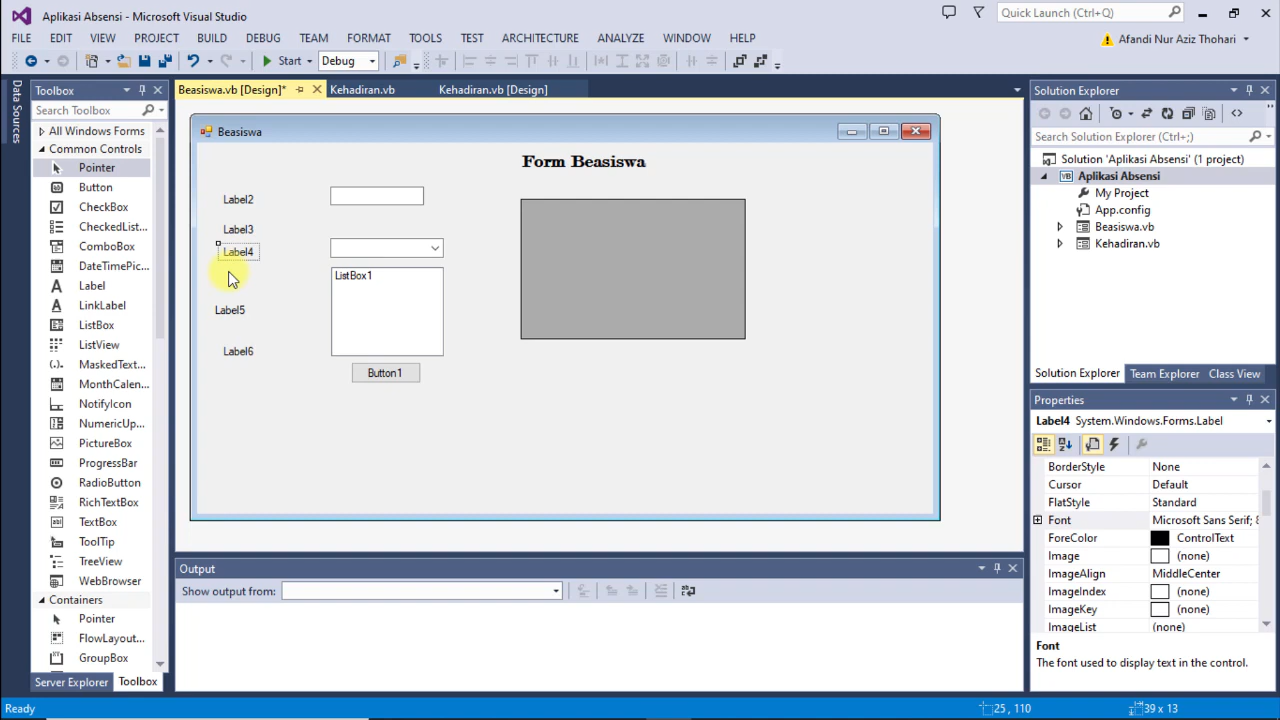 Aplikasi Absensi - Microsoft Visual Studio
Quick Launch (Ctrl+Q)
FILE EDIT VIEW PROJECT BUILD DEBUG TEAM FORMAT TOOLS TEST ARCHITECTURE ANALYZE WINDOW HELP
Afandi Nur Aziz Thohari
Start Debug
Data Sources
Toolbox
Search Toolbox
All Windows Forms
Common Controls
Pointer
Button
CheckBox
CheckedList...
ComboBox
DateTimePic...
Label
LinkLabel
ListBox
ListView
MaskedText...
MonthCalen...
NotifyIcon
NumericUp...
PictureBox
ProgressBar
RadioButton
RichTextBox
TextBox
ToolTip
TreeView
WebBrowser
Containers
Pointer
FlowLayout...
GroupBox
Server Explorer Toolbox
Beasiswa.vb [Design]* Kehadiran.vb Kehadiran.vb [Design]
Beasiswa
Form Beasiswa
Label2
Label3
Label4
ListBox1
Label5
Label6
Button1
Output
Show output from:
Solution Explorer
Search Solution Explorer (Ctrl+;)
Solution 'Aplikasi Absensi' (1 project)
VB Aplikasi Absensi
My Project
App.config
Beasiswa.vb
Kehadiran.vb
Solution Explorer Team Explorer Class View
Properties
Label4 System.Windows.Forms.Label
BorderStyle None
Cursor Default
FlatStyle Standard
Font Microsoft Sans Serif;
ForeColor ControlText
Image (none)
ImageAlign MiddleCenter
ImageIndex (none)
ImageKey (none)
ImageList (none)
Font
The font used to display text in the control.
Ready 25 , 110 39 x 13